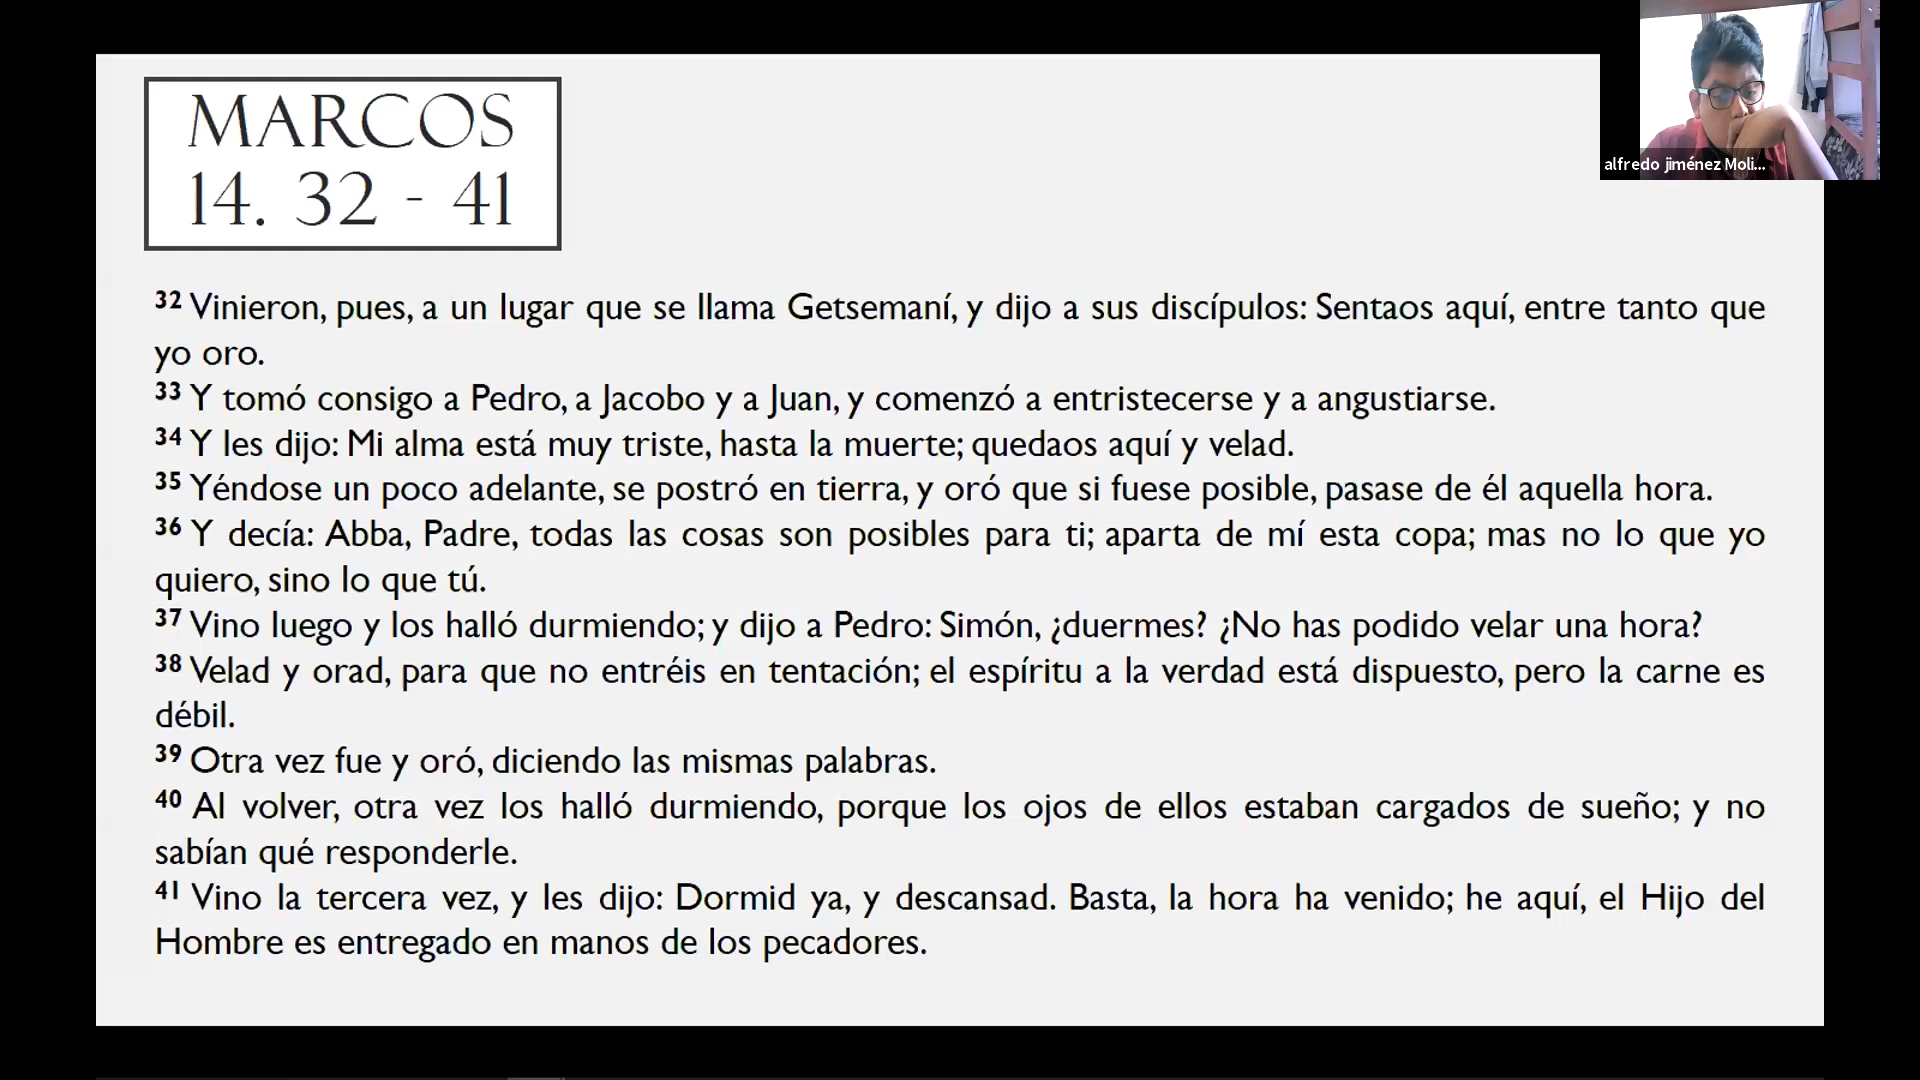 MARCOS
14. 32 - 41
alfredo jiménez Moli...
32 Vinieron, pues, a un lugar que se llama Getsemaní, y dijo a sus discípulos: Sentaos aquí, entre tanto que
yo oro.
33 Y tomó consigo a Pedro, a Jacobo y a Juan, y comenzó a entristecerse y a angustiarse.
34 Y les dijo: Mi alma está muy triste, hasta la muerte; quedaos aquí y velad.
35 Yéndose un poco adelante, se postró en tierra, y oró que si fuese posible, pasase de él aquella hora.
36 Y decía: Abba, Padre, todas las cosas son posibles para ti; aparta de mí esta copa; mas no lo que yo
quiero, sino lo que tú.
37 Vino luego y los halló durmiendo; y dijo a Pedro: Simón, ¿duermes? ¿No has podido velar una hora?
38 Velad y orad, para que no entréis en tentación; el espíritu a la verdad está dispuesto, pero la carne es
débil.
39 Otra vez fue y oró, diciendo las mismas palabras.
40 Al volver, otra vez los halló durmiendo, porque los ojos de ellos estaban cargados de sueño; y no
sabían qué responderle.
41 Vino la tercera vez, y les dijo: Dormid ya, y descansad. Basta, la hora ha venido; he aquí, el Hijo del
Hombre es entregado en manos de los pecadores.